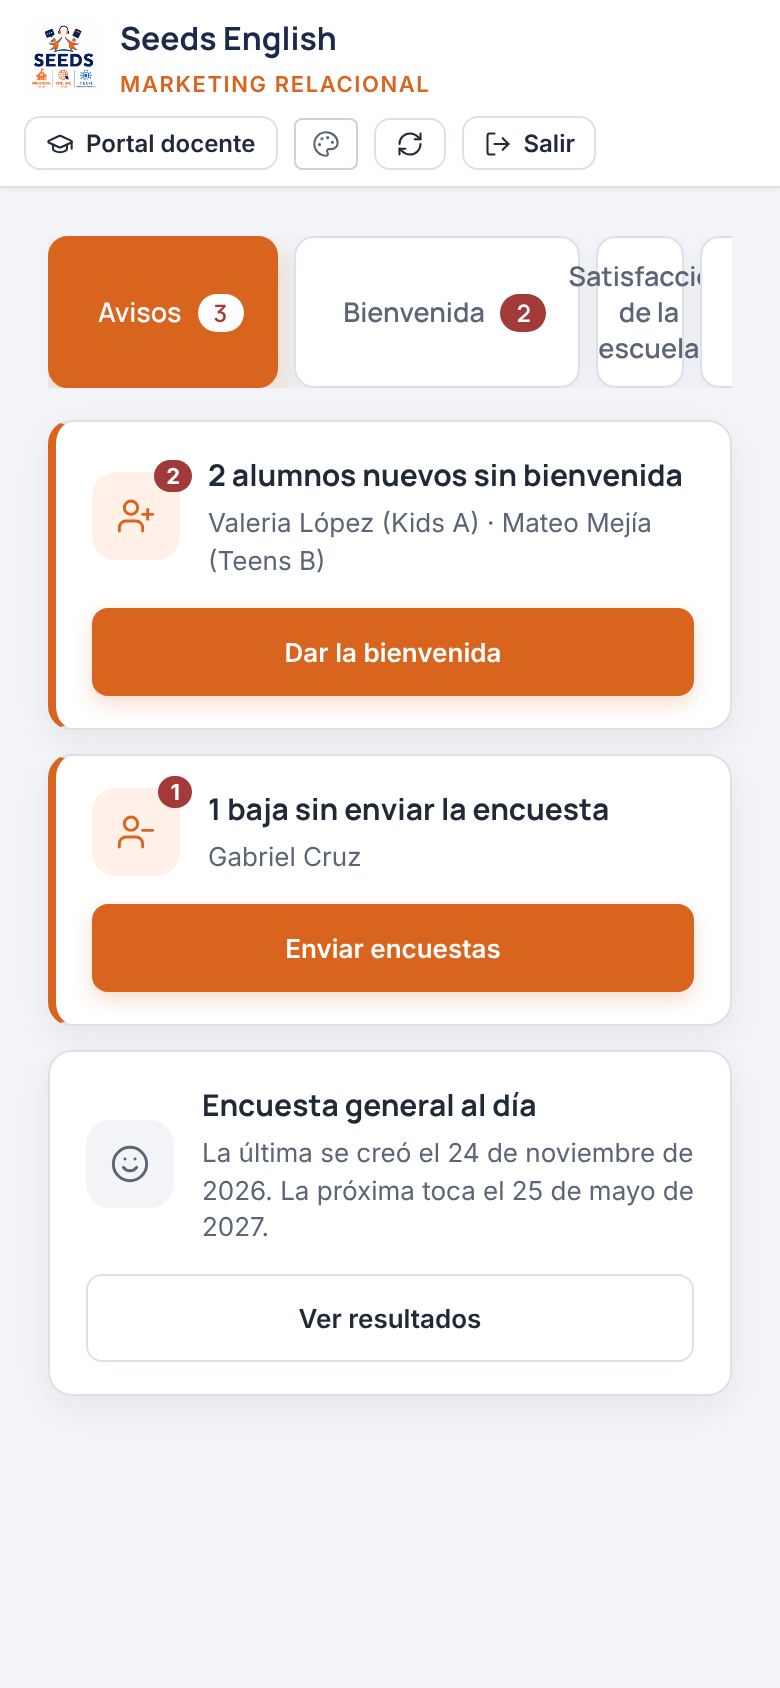 SEEDS
Seeds English
MARKETING RELACIONAL
Portal docente
Salir
Avisos 3
Bienvenida 2
de la
escuela
2
2 alumnos nuevos sin bienvenida
Valeria López (Kids A) · Mateo Mejía
(Teens B)
Dar la bienvenida
1
1 baja sin enviar la encuesta
Gabriel Cruz
Enviar encuestas
Encuesta general al día
La última se creó el 24 de noviembre de
2026. La próxima toca el 25 de mayo de
2027.
Ver resultados